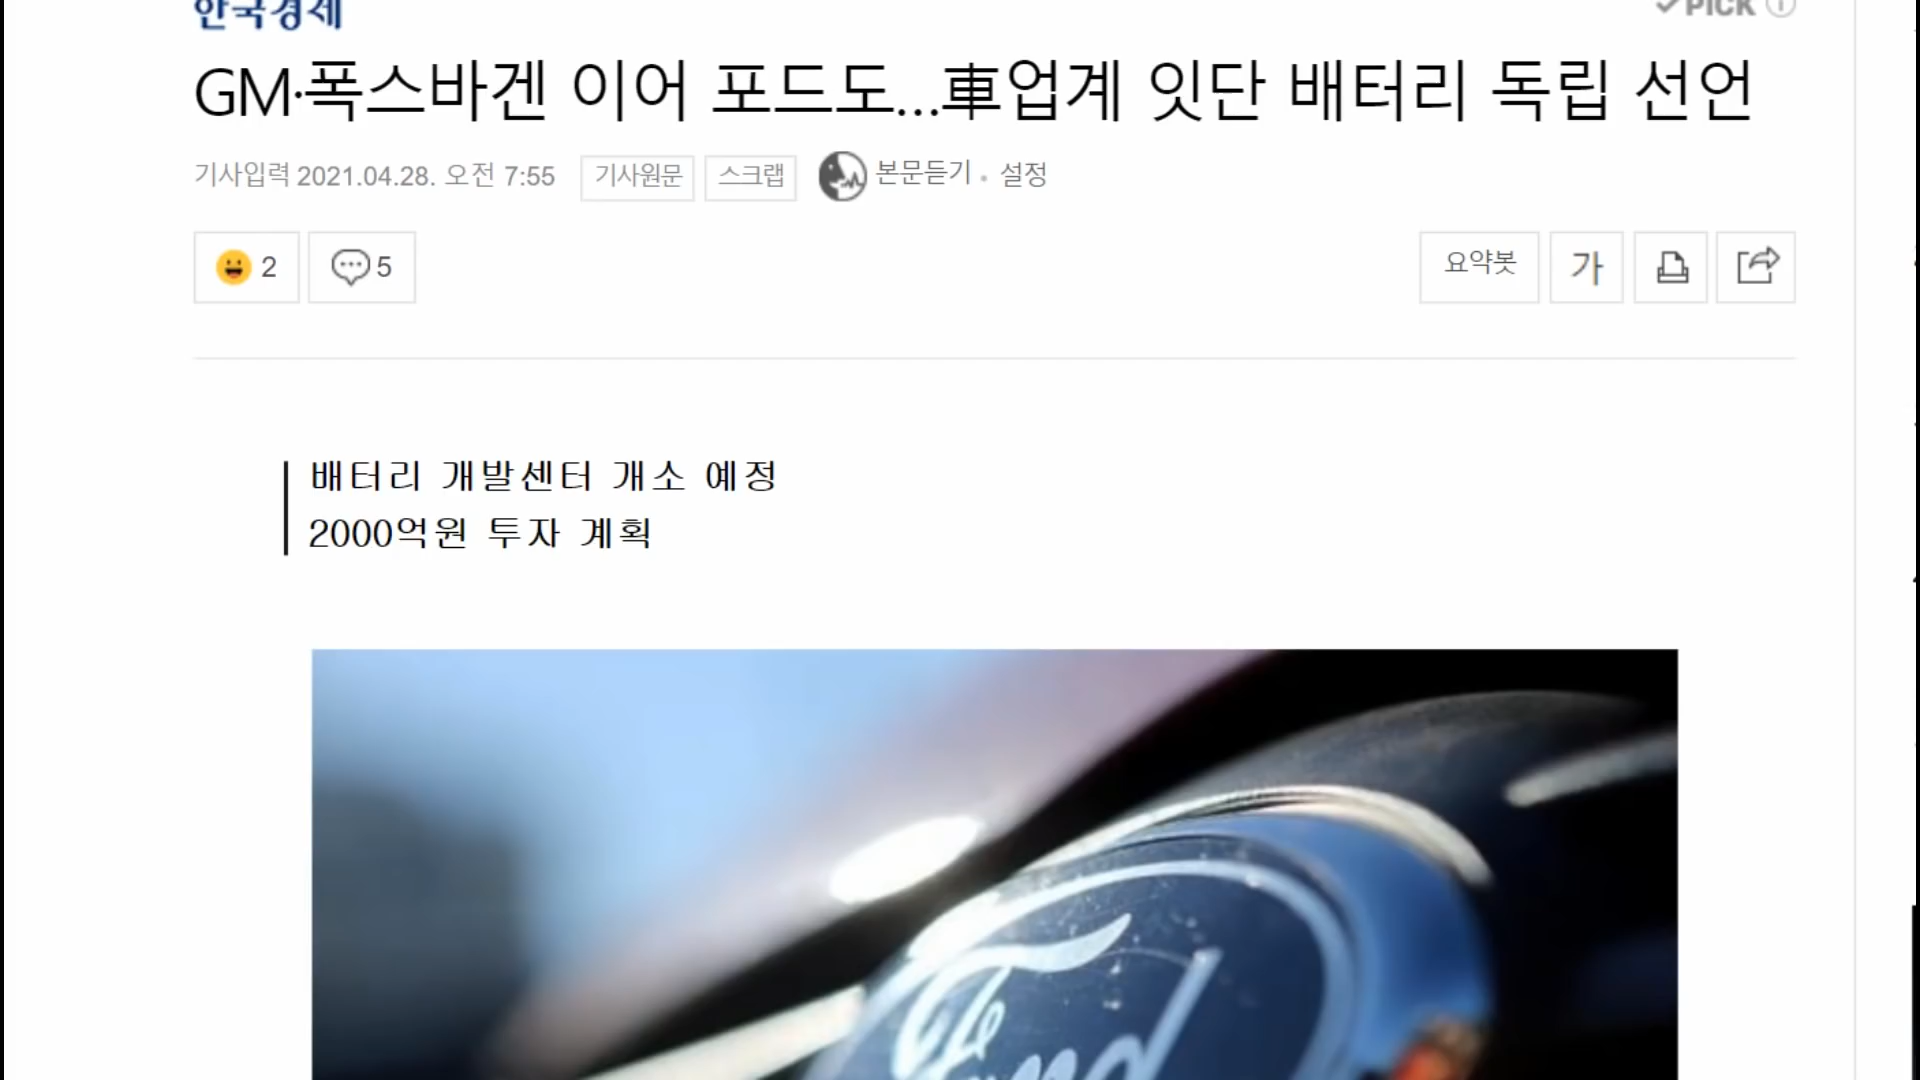 한국경제
PICK
GM·폭스바겐 이어 포드도...車업계 잇단 배터리 독립 선언
기사입력 2021.04.28. 오전 7:55 기사원문 스크랩 본문듣기 · 설정
2 5 요약봇 가
배터리 개발센터 개소 예정
2000억원 투자 계획
Ford